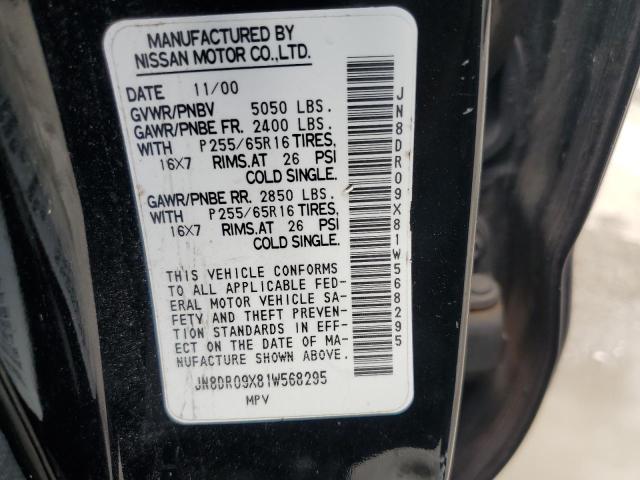 MANUFACTURED BY
NISSAN MOTOR CO.,LTD.
DATE 11/00
GVWR/PNBV 5050 LBS.
GAWR/PNBE FR. 2400 LBS.
WITH P255/65R16 TIRES,
16X7 RIMS.AT 26 PSI
COLD SINGLE.
GAWR/PNBE RR. 2850 LBS.
WITH P255/65R16 TIRES,
16X7 RIMS.AT 26 PSI
COLD SINGLE.
THIS VEHICLE CONFORMS
TO ALL APPLICABLE FED-
ERAL MOTOR VEHICLE SA-
FETY AND THEFT PREVEN-
TION STANDARDS IN EFF-
ECT ON THE DATE OF MA-
NUFACTURE SHOWN ABOVE.
JN8DR09X81W568295
MPV
JN8DR09X81W568295